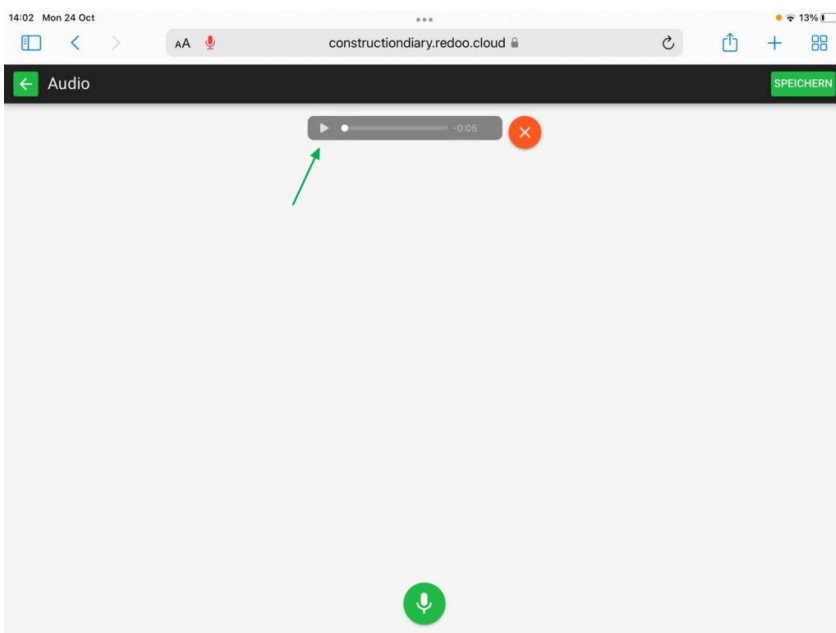 14:02 Mon 24 Oct
13%
AA
constructiondiary.redoo.cloud
Audio
SPEICHERN
-0:05